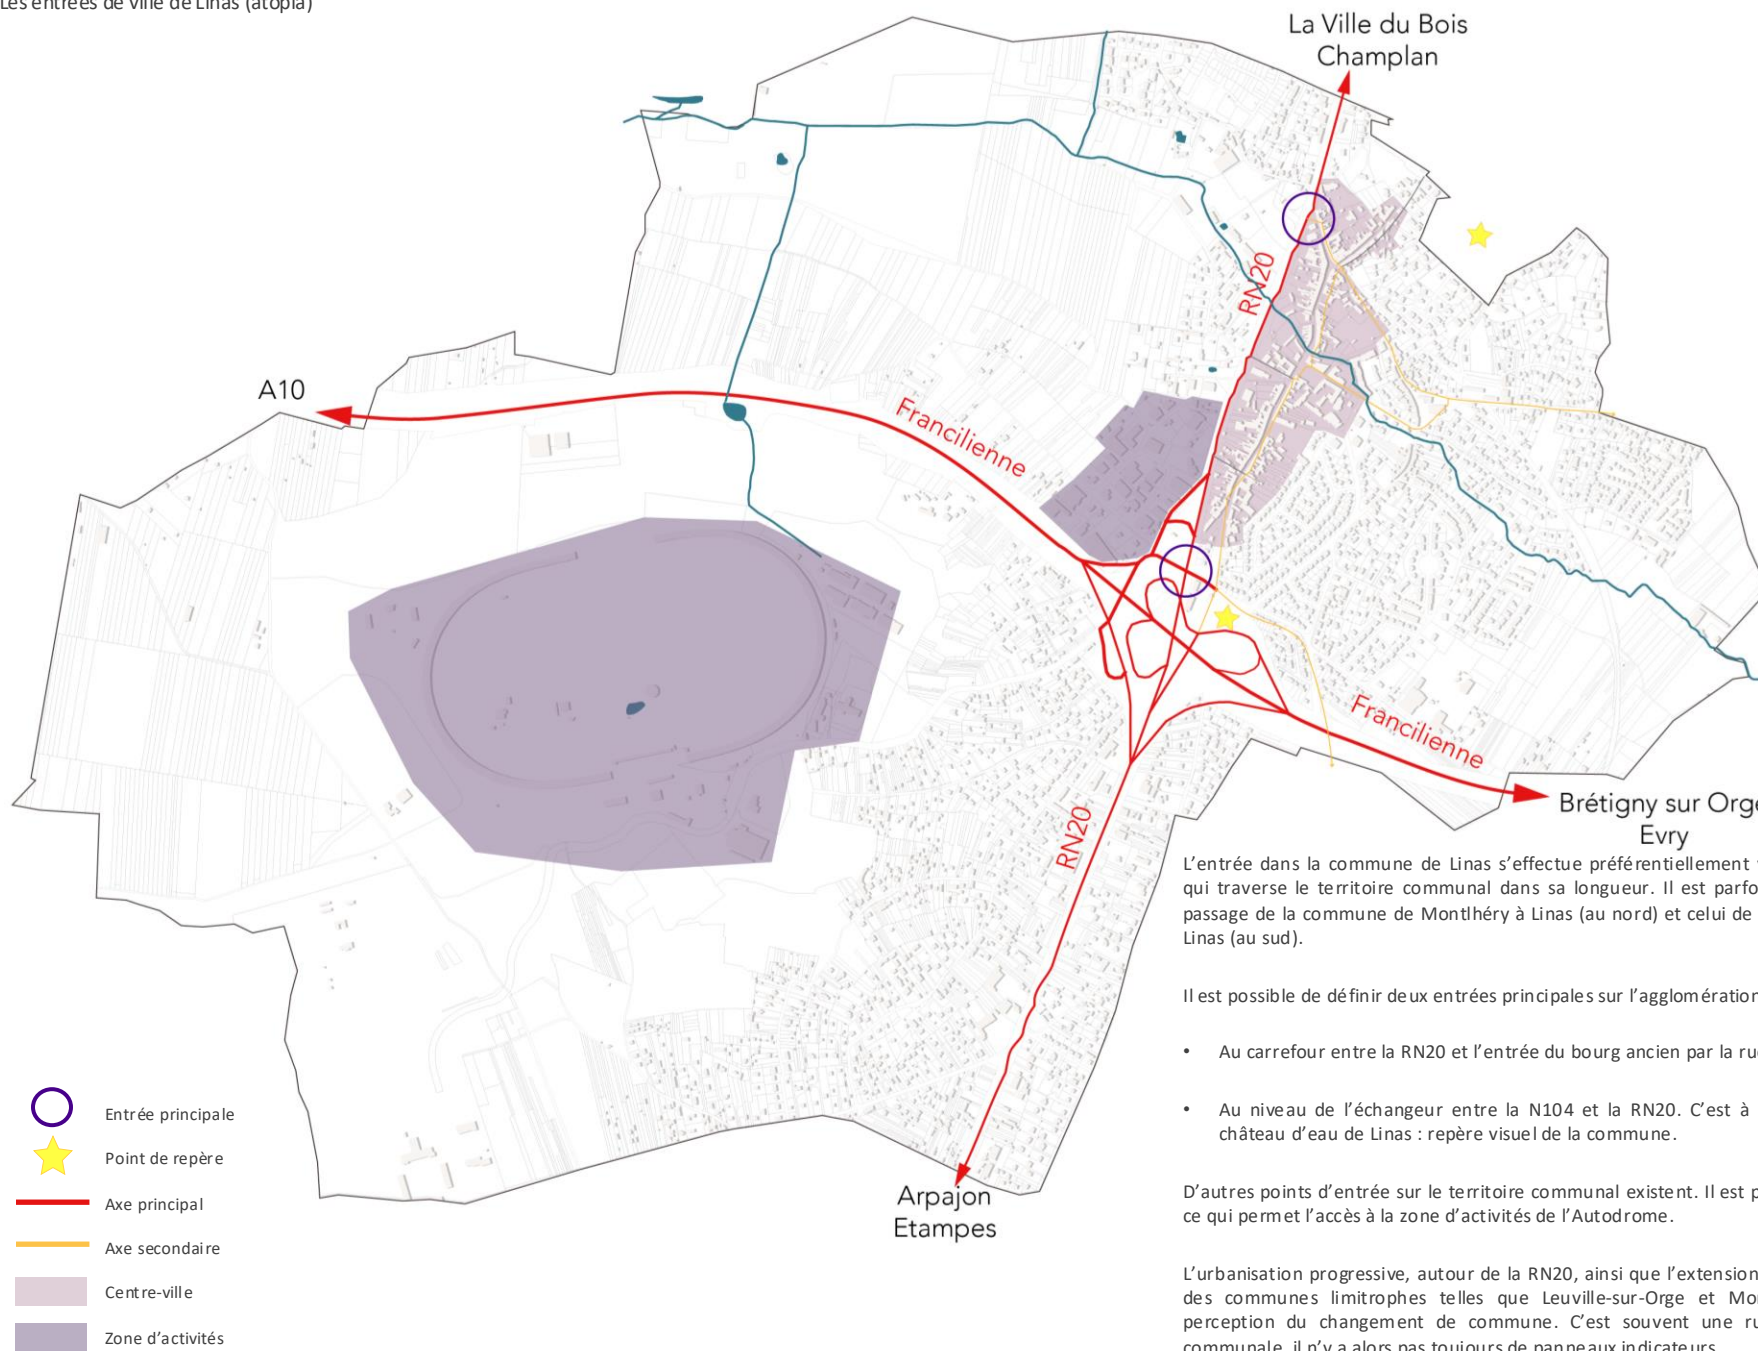 Les entrées de ville de Linas (atopia)
La Ville du Bois
Champlan
RN20
A10
Francilienne
Francilienne
Brétigny sur Orge
Evry
RN20
Arpajon
Etampes
Entrée principale
Point de repère
Axe principal
Axe secondaire
Centre-ville
Zone d'activités
L'entrée dans la commune de Linas s'effectue préférentiellement
qui traverse le territoire communal dans sa longueur. Il est
passage de la commune de Montlhéry à Linas (au nord) et celui de
Linas (au sud).
Il est possible de définir deux entrées principales sur l'agglomération
• Au carrefour entre la RN20 et l'entrée du bourg ancien par la
• Au niveau de l'échangeur entre la N104 et la RN20. C'est à
château d'eau de Linas : repère visuel de la commune.
D'autres points d'entrée sur le territoire communal existent. Il est
ce qui permet l'accès à la zone d'activités de l'Autodrome.
L'urbanisation progressive, autour de la RN20, ainsi que l'extension
des communes limitrophes telles que Leuville-sur-Orge et
perception du changement de commune. C'est souvent une
communale, il n'y a alors pas toujours de panneaux indicateurs.